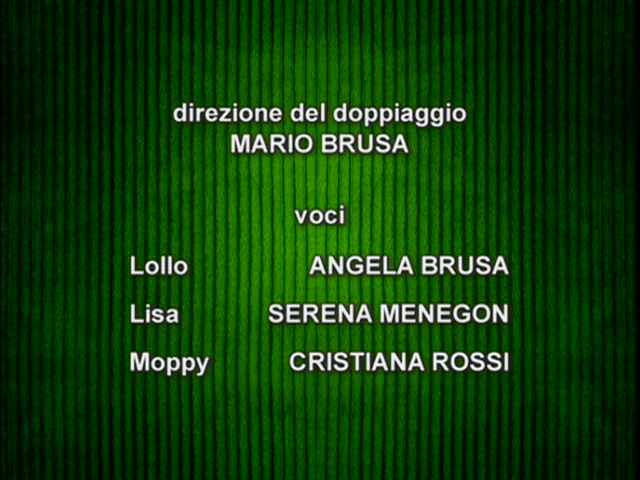 direzione del doppiaggio
MARIO BRUSA
voci
Lollo ANGELA BRUSA
Lisa SERENA MENEGON
Moppy CRISTIANA ROSSI